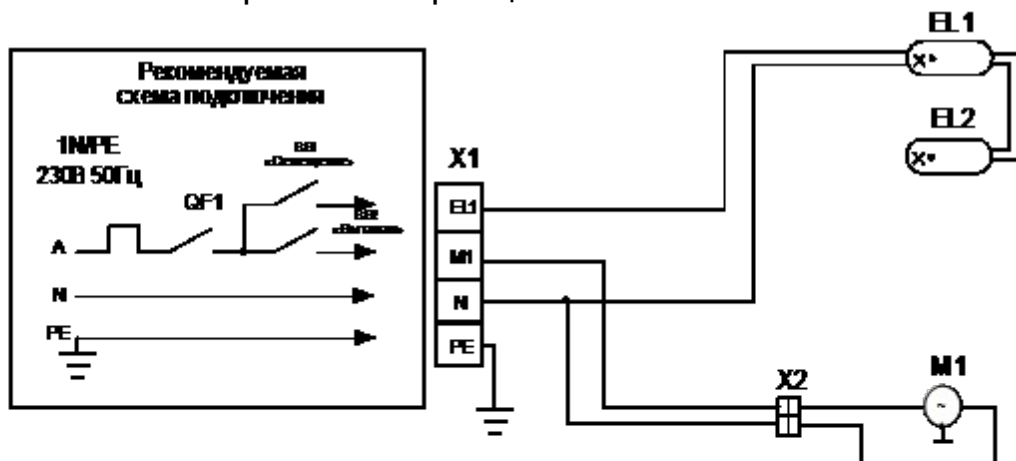 EL1
Рекомендуемая
схема подключения
EL2
1N/PE
230В 50Гц
X1
QF1
EL1
A
M1
N
N
PE
PE
X2
M1